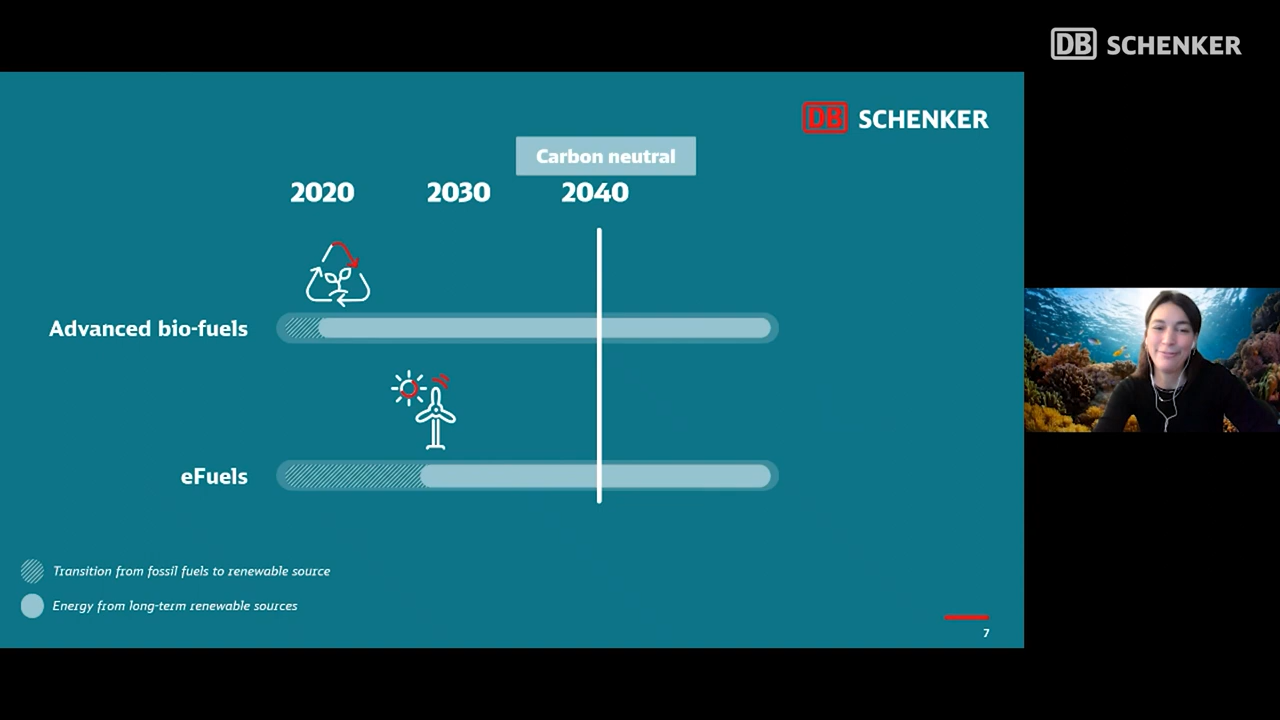 DB SCHENKER
DB SCHENKER
Carbon neutral
2020 2030 2040
Advanced bio-fuels
eFuels
Transition from fossil fuels to renewable source
Energy from long-term renewable sources
7